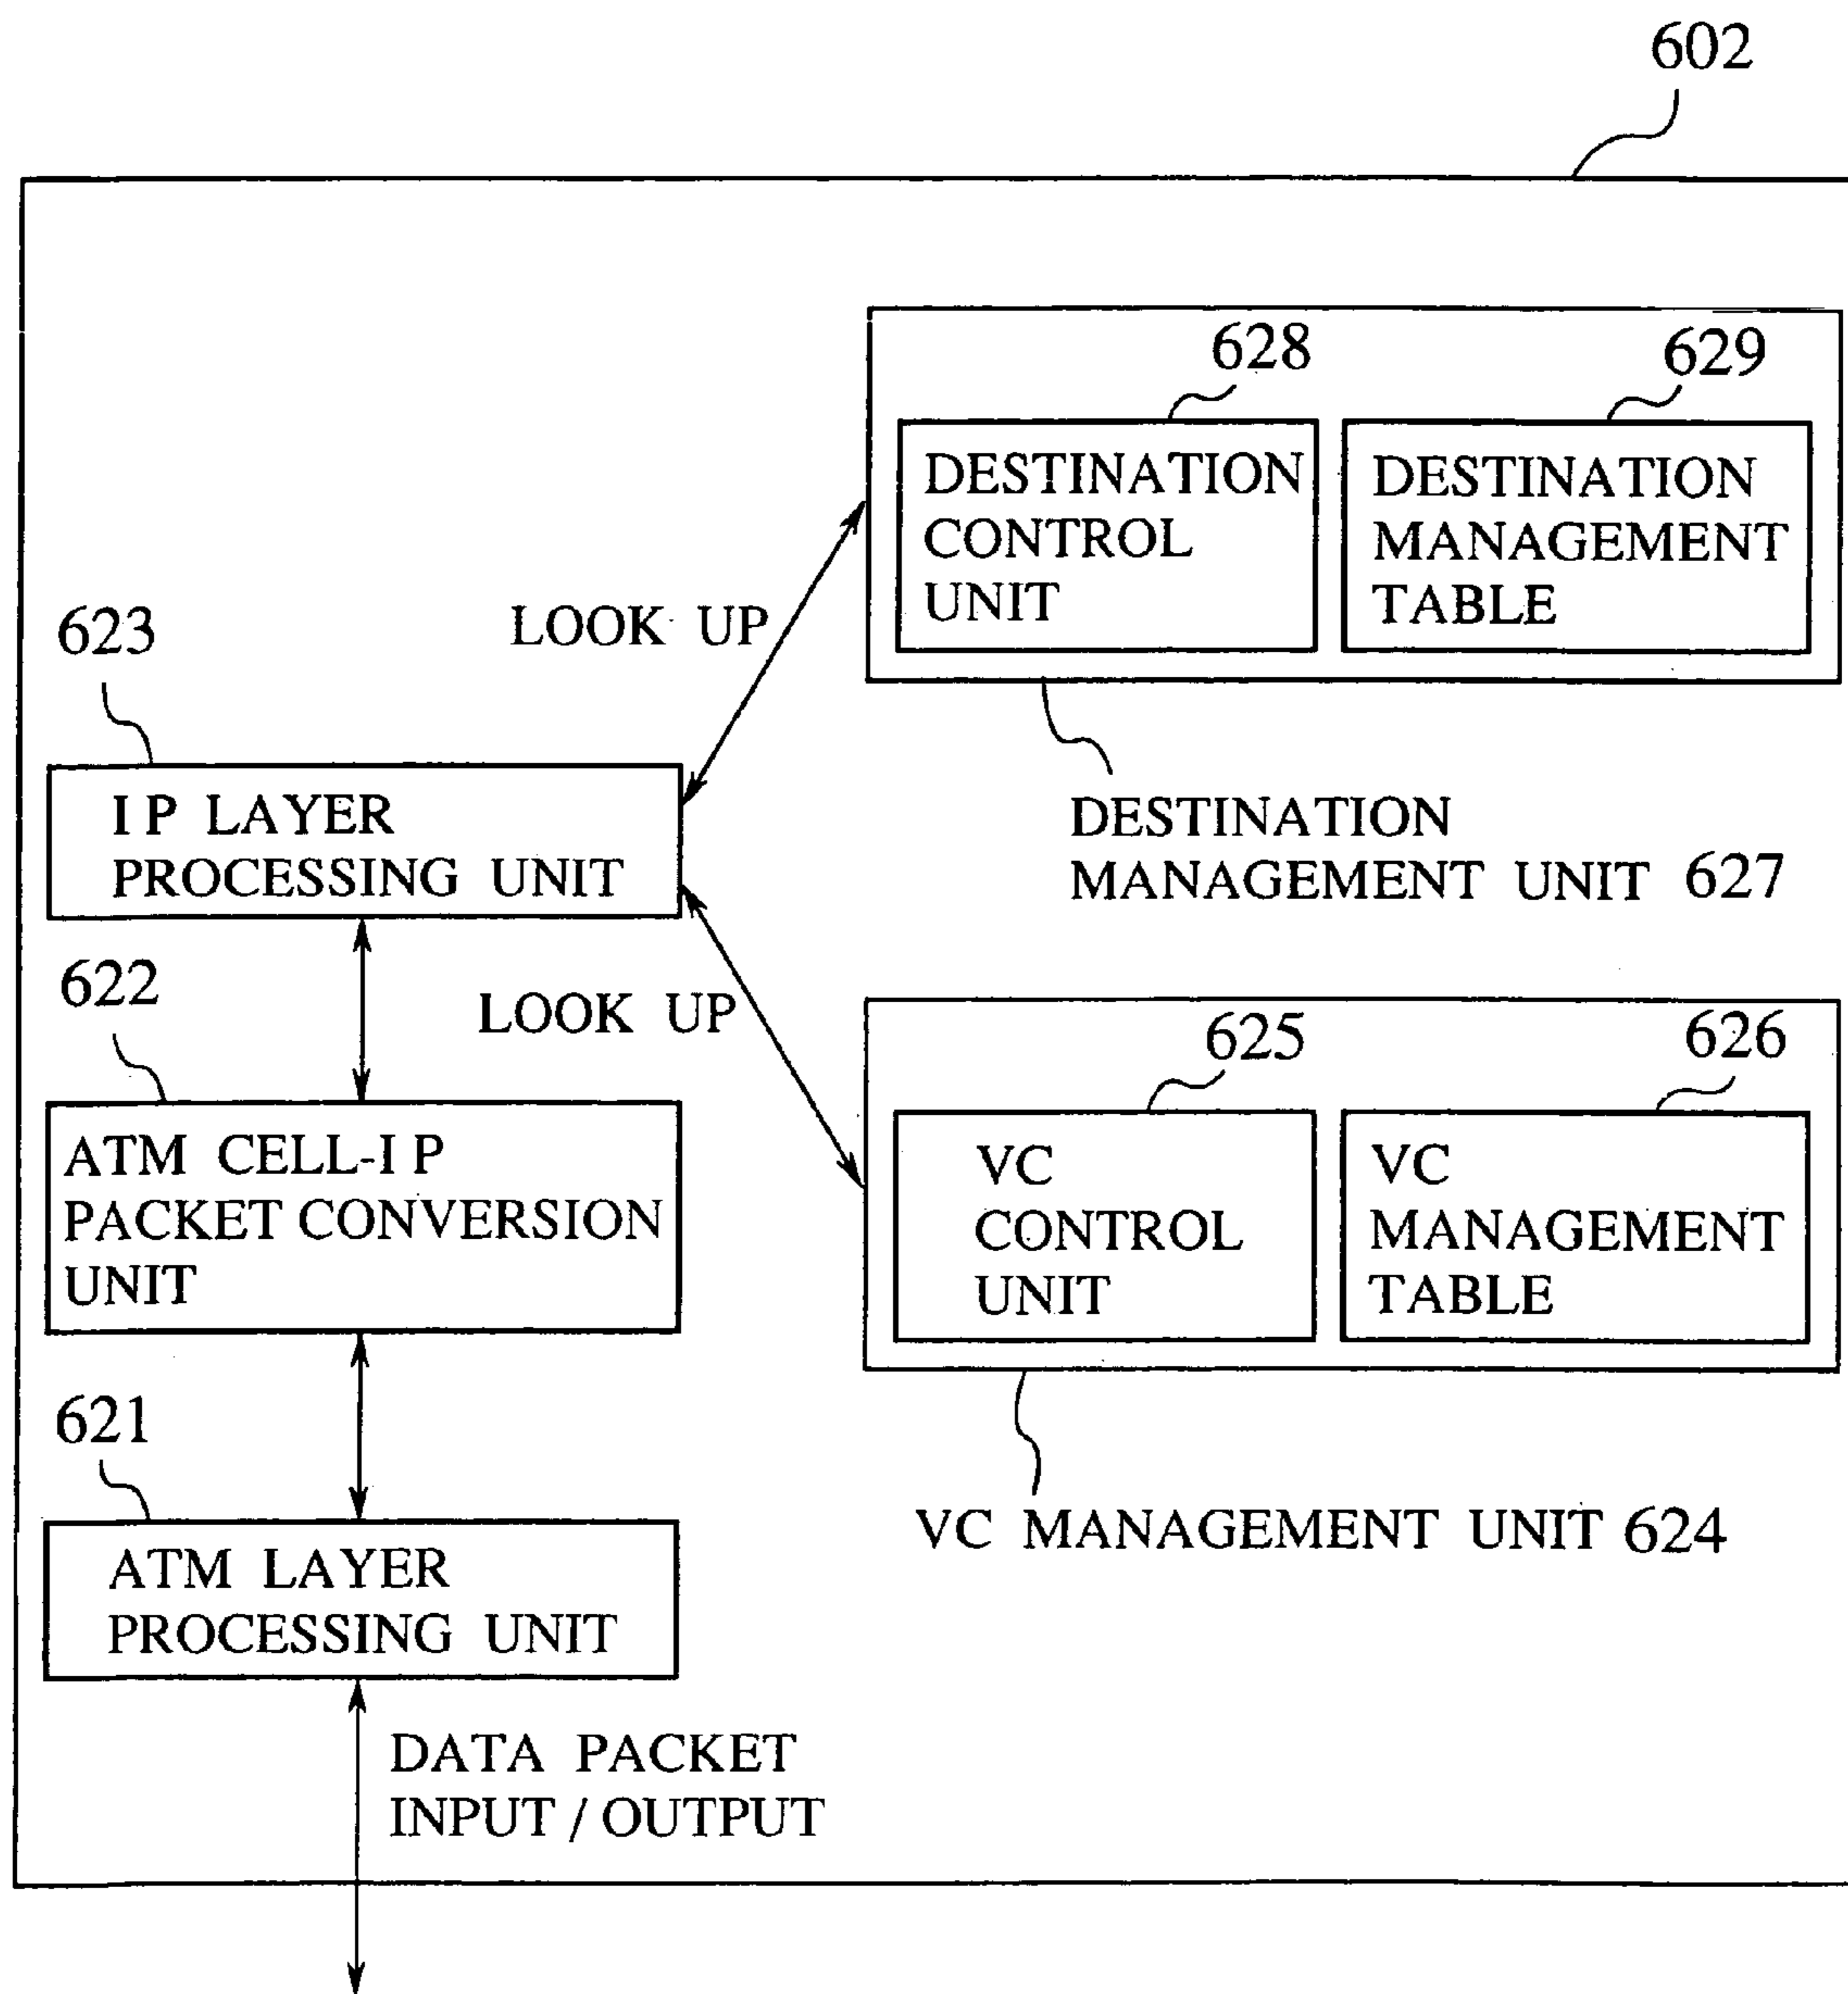 602
628
629
DESTINATION
CONTROL
UNIT
DESTINATION
MANAGEMENT
TABLE
LOOK UP
623
IP LAYER
PROCESSING UNIT
DESTINATION
MANAGEMENT UNIT 627
622
LOOK UP
625
626
ATM CELL-IP
PACKET CONVERSION
UNIT
VC
CONTROL
UNIT
VC
MANAGEMENT
TABLE
621
VC MANAGEMENT UNIT 624
ATM LAYER
PROCESSING UNIT
DATA PACKET
INPUT / OUTPUT